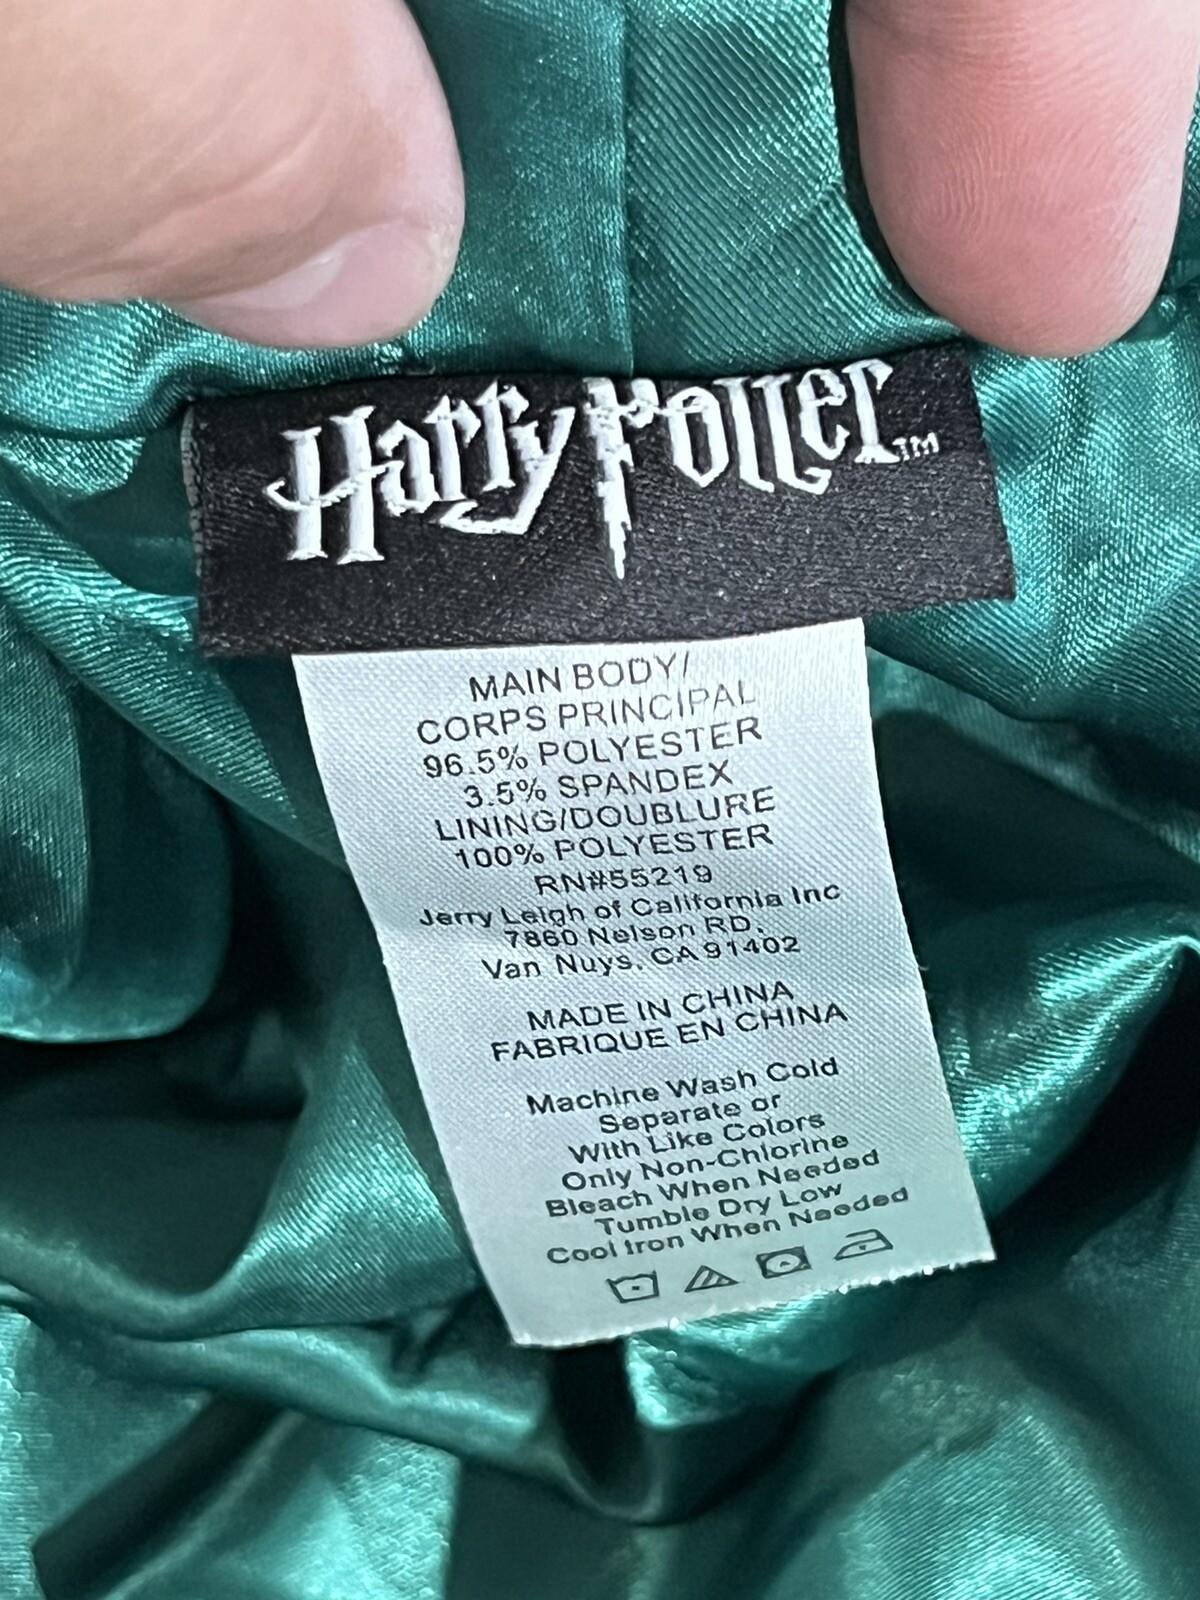 Harry Potter™
MAIN BODY/
CORPS PRINCIPAL
96.5% POLYESTER
3.5% SPANDEX
LINING/DOUBLURE
100% POLYESTER
RN#55219
Jerry Leigh of California Inc
7860 Nelson RD.
Van Nuys, CA 91402
MADE IN CHINA
FABRIQUE EN CHINA
Machine Wash Cold
Separate or
With Like Colors
Only Non-Chlorine
Bleach When Needed
Tumble Dry Low
Cool Iron When Needed